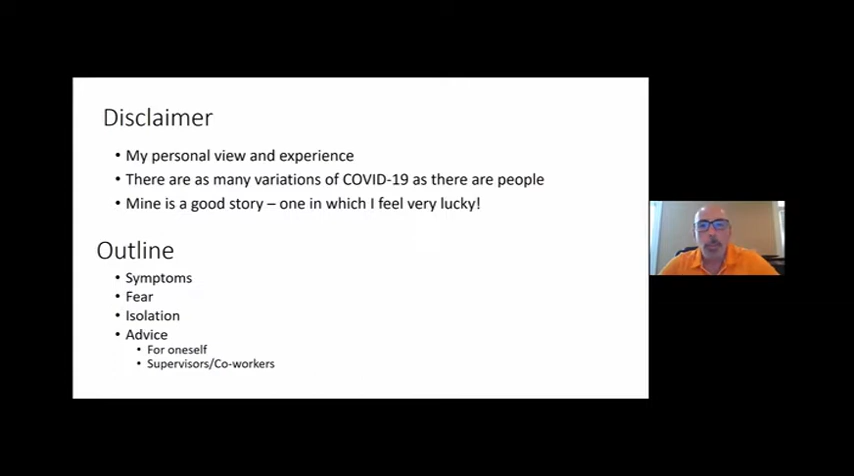 Disclaimer
• My personal view and experience
• There are as many variations of COVID-19 as there are people
• Mine is a good story – one in which I feel very lucky!
Outline
• Symptoms
• Fear
• Isolation
• Advice
• For oneself
• Supervisors/Co-workers